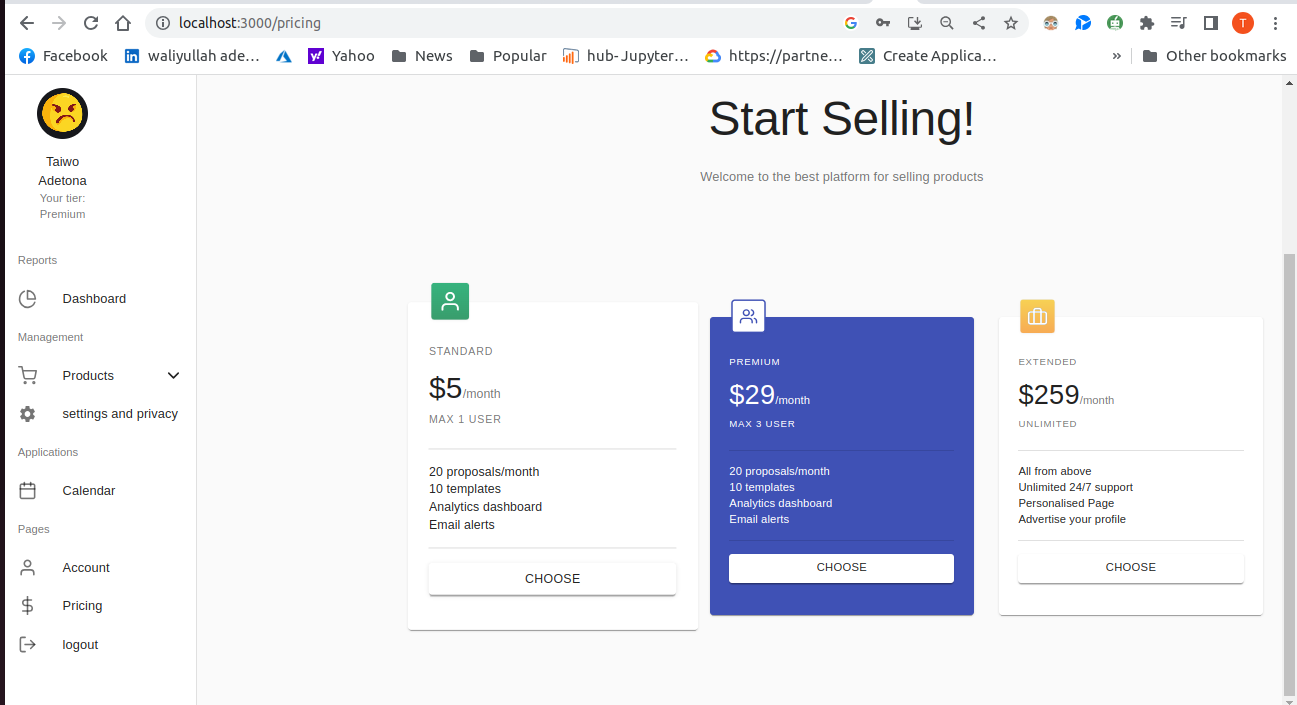 localhost:3000/pricing
T
Facebook
waliyullah ade...
Yahoo
News
Popular
hub-Jupyter...
https://partne...
Create Applica...
»
Other bookmarks
Taiwo
Adetona
Your tier:
Premium
Reports
Dashboard
Management
Products
settings and privacy
Applications
Calendar
Pages
Account
Pricing
logout
Start Selling!
Welcome to the best platform for selling products
STANDARD
$5/month
MAX 1 USER
20 proposals/month
10 templates
Analytics dashboard
Email alerts
CHOOSE
PREMIUM
$29/month
MAX 3 USER
20 proposals/month
10 templates
Analytics dashboard
Email alerts
CHOOSE
EXTENDED
$259/month
UNLIMITED
All from above
Unlimited 24/7 support
Personalised Page
Advertise your profile
CHOOSE